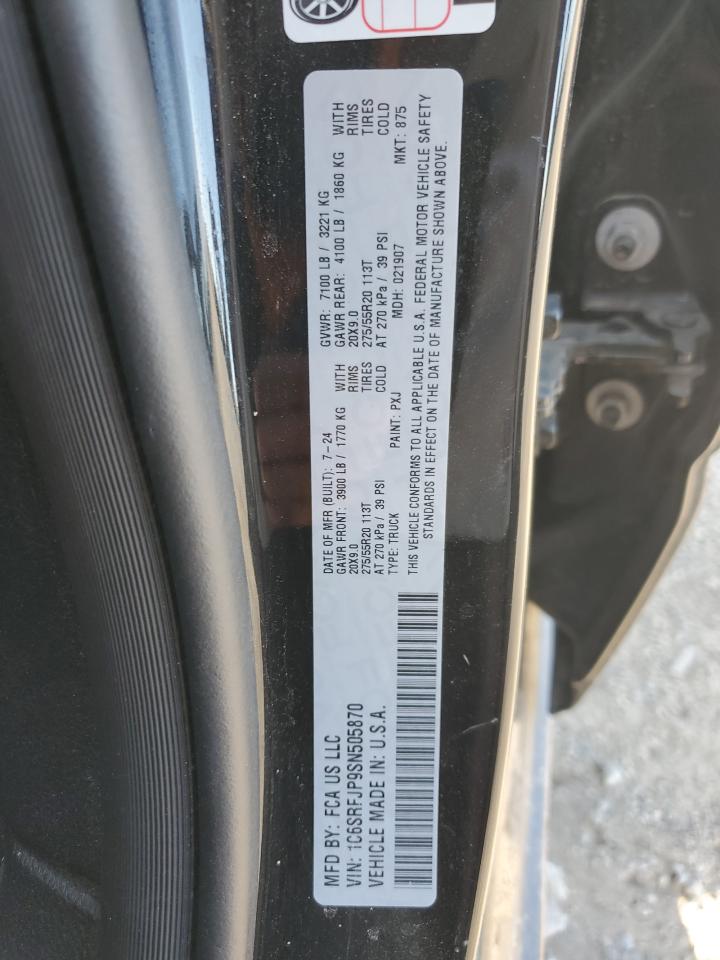 MFD BY: FCA US LLC
VIN: 1C6SRFJP9SN505870
VEHICLE MADE IN: U.S.A.
DATE OF MFR (BUILT): 7-24
GAWR FRONT: 3900 LB / 1770 KG WITH
20X9.0 RIMS
275/55R20 113T TIRES
AT 270 kPa / 39 PSI COLD
TYPE: TRUCK PAINT: PXJ
GVWR: 7100 LB / 3221 KG
GAWR REAR: 4100 LB / 1860 KG WITH
20X9.0 RIMS
275/55R20 113T TIRES
AT 270 kPa / 39 PSI COLD
MDH: 021907 MKT: 875
THIS VEHICLE CONFORMS TO ALL APPLICABLE U.S.A. FEDERAL MOTOR VEHICLE SAFETY
STANDARDS IN EFFECT ON THE DATE OF MANUFACTURE SHOWN ABOVE.